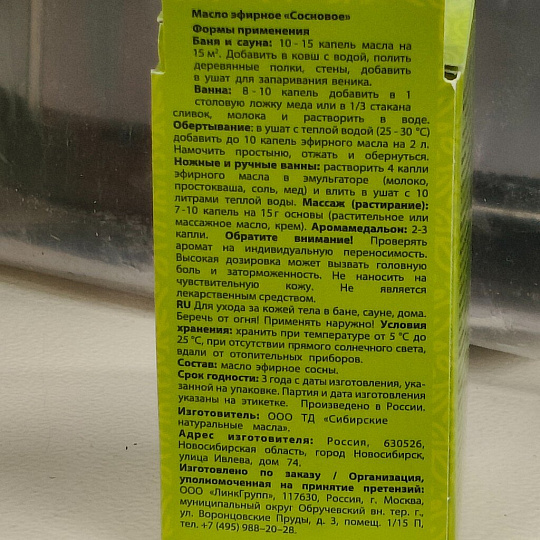 Масло эфирное «Сосновое»
Формы применения
Баня и сауна: 10 - 15 капель масла на
15 м². Добавить в ковш с водой, полить
деревянные полки, стены, добавить
в ушат для запаривания веника.
Ванна: 8 - 10 капель добавить в 1
столовую ложку меда или в 1/3 стакана
сливок, молока и растворить в воде.
Обертывание: в ушат с теплой водой (25 - 30 °C)
добавить до 10 капель эфирного масла на 2 л.
Намочить простыню, отжать и обернуться.
Ножные и ручные ванны: растворить 4 капли
эфирного масла в эмульгаторе (молоко,
простокваша, соль, мед) и влить в ушат с 10
литрами теплой воды. Массаж (растирание):
7 - 10 капель на 15 г основы (растительное или
массажное масло, крем). Аромамедальон: 2-3
капли. Обратите внимание! Проверять
аромат на индивидуальную переносимость.
Высокая дозировка может вызвать головную
боль и заторможенность. Не наносить на
чувствительную кожу. Не является
лекарственным средством.
RU Для ухода за кожей тела в бане, сауне, дома.
Беречь от огня! Применять наружно! Условия
хранения: хранить при температуре от 5 °C до
25 °C, при отсутствии прямого солнечного света,
вдали от отопительных приборов.
Состав: масло эфирное сосны.
Срок годности: 3 года с даты изготовления, ука-
занной на упаковке. Партия и дата изготовления
указаны на этикетке. Произведено в России.
Изготовитель: ООО ТД «Сибирские
натуральные масла».
Адрес изготовителя: Россия, 630526,
Новосибирская область, город Новосибирск,
улица Ивлева, дом 74.
Изготовлено по заказу / Организация,
уполномоченная на принятие претензий:
ООО «ЛинкГрупп», 117630, Россия, г. Москва,
муниципальный округ Обручевский вн. тер. г.,
ул. Воронцовские Пруды, д. 3, помещ. 1/15 П,
тел. +7 (495) 988-20-28.